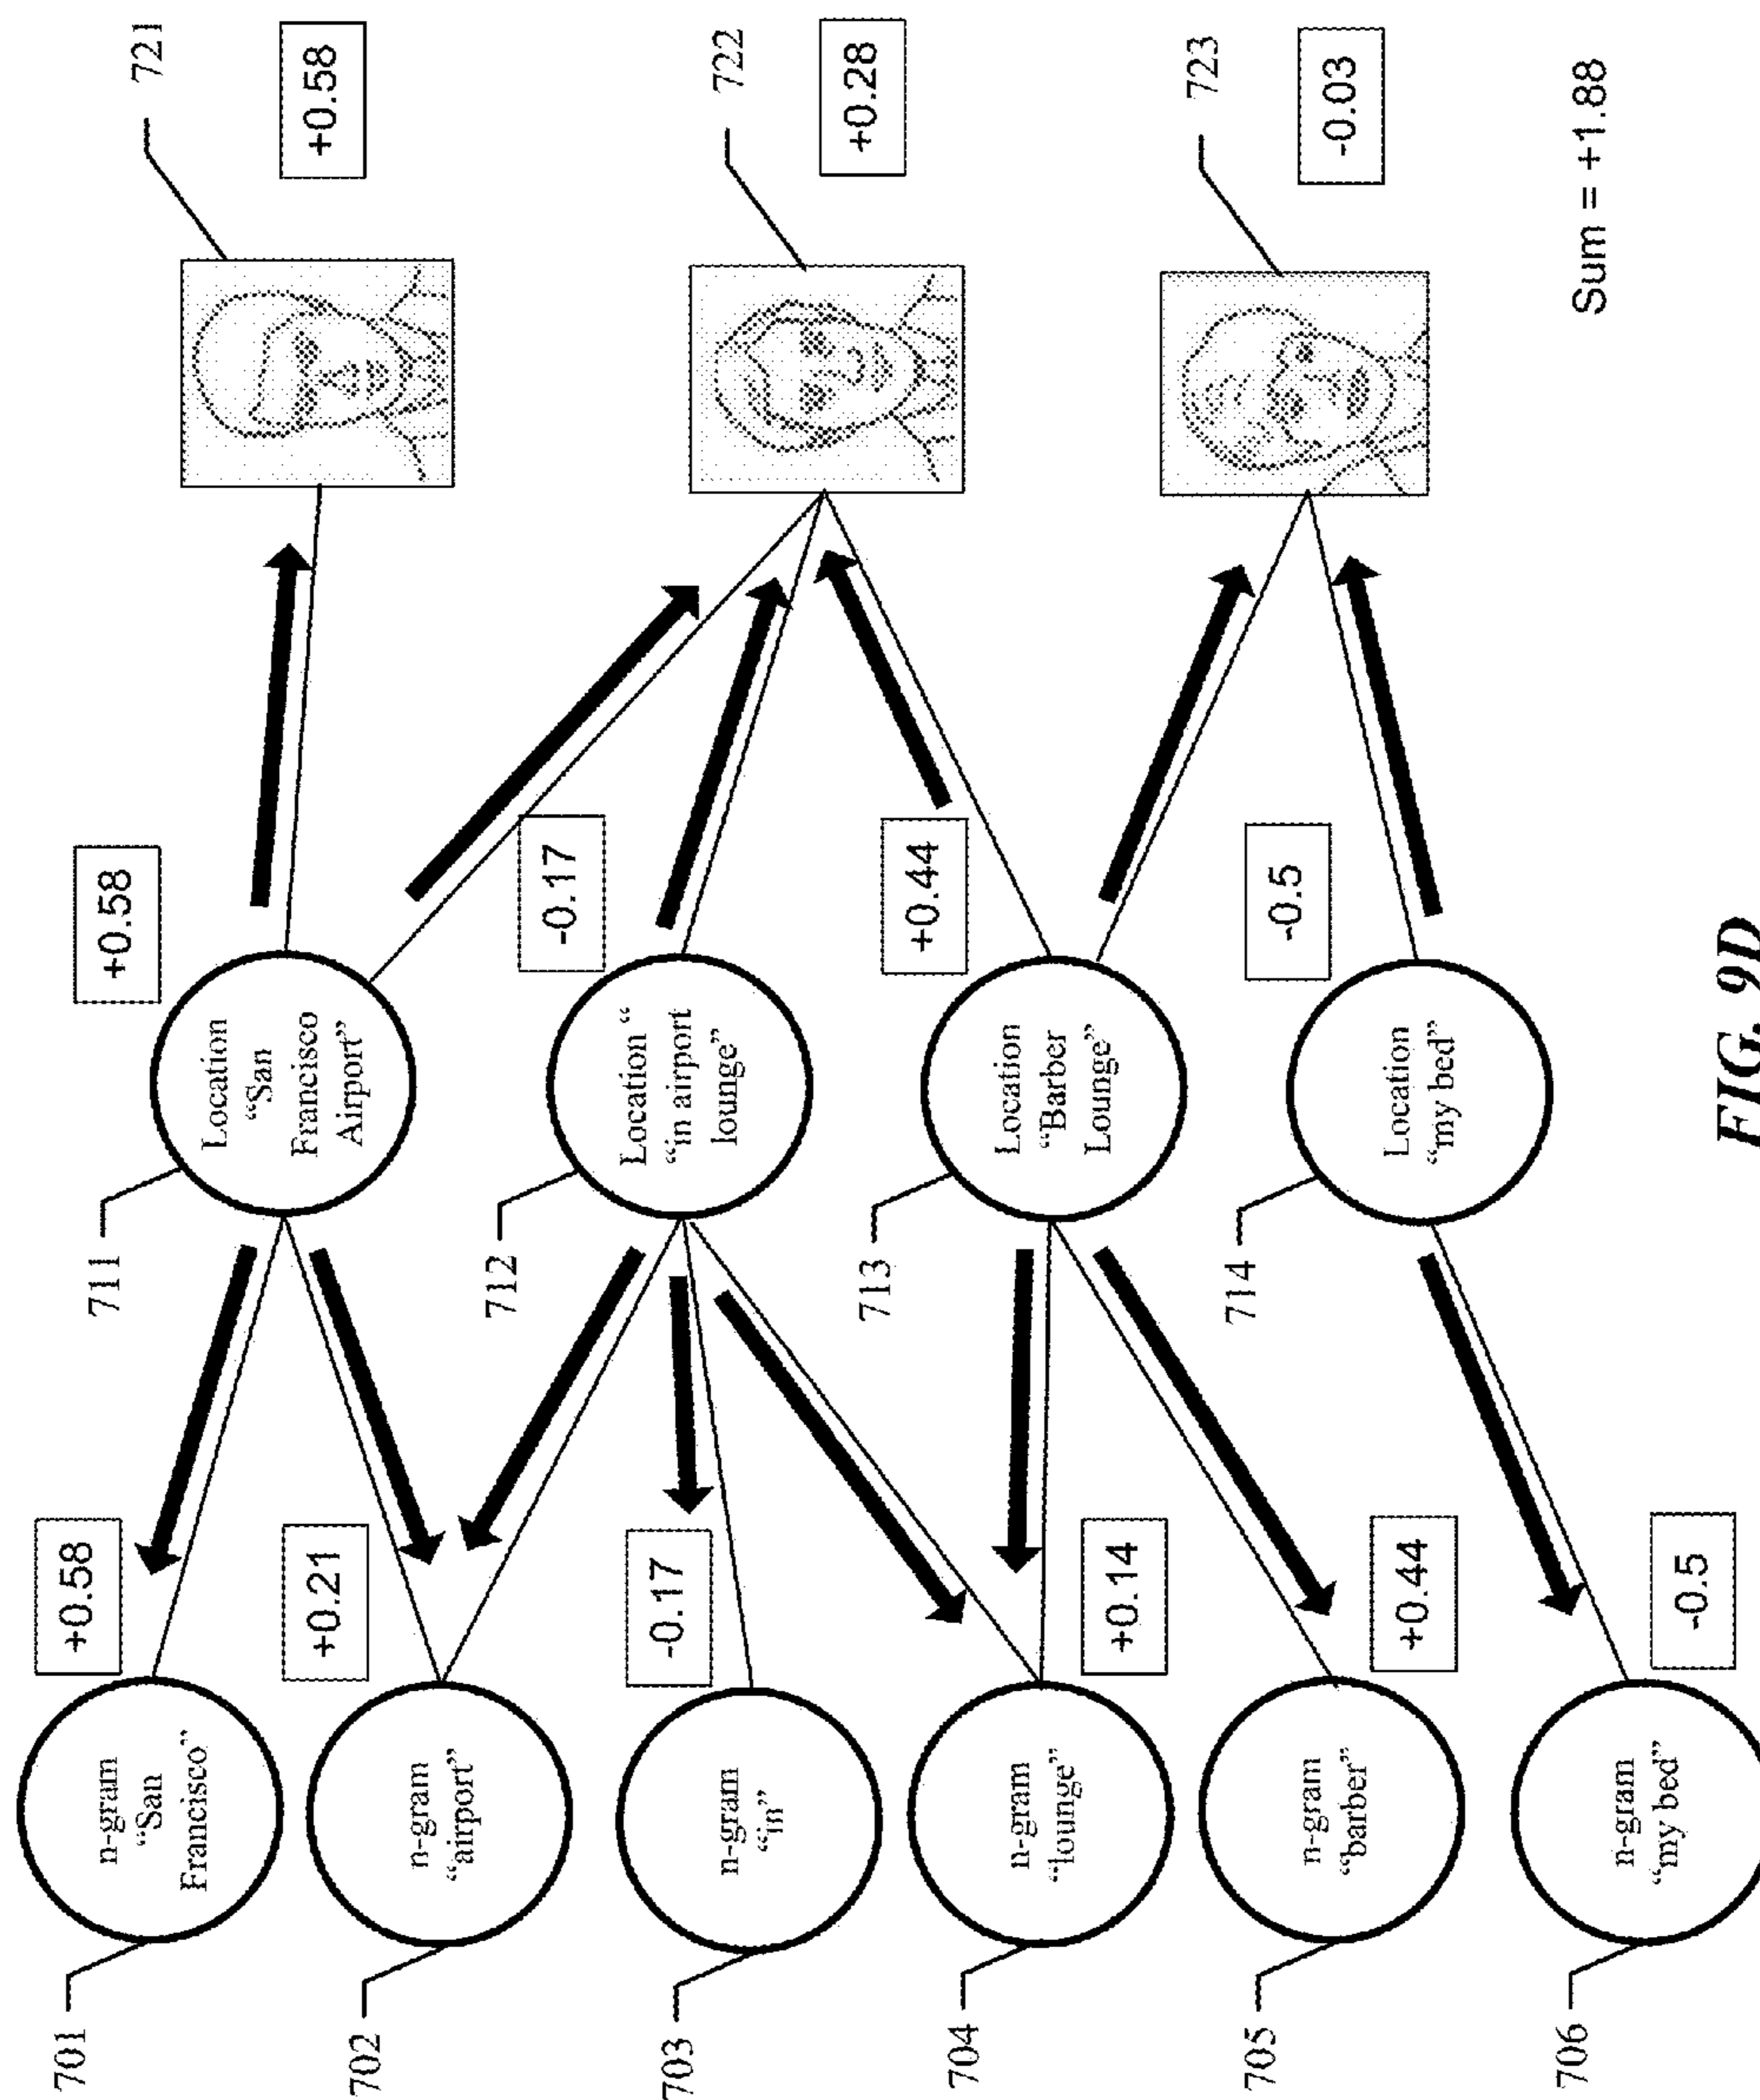 701
n-gram
“San
Francisco”
+0.58
702
n-gram
“airport”
+0.21
703
n-gram
“in”
-0.17
704
n-gram
“lounge”
+0.14
705
n-gram
“barber”
+0.44
706
n-gram
“my bed”
-0.5
711
Location
“San
Francisco
Airport”
+0.58
712
Location “
“in airport
lounge”
-0.17
713
Location
“Barber
Lounge”
+0.44
714
Location
“my bed”
-0.5
721
+0.58
722
+0.28
723
-0.03
Sum = +1.88
FIG. 9D